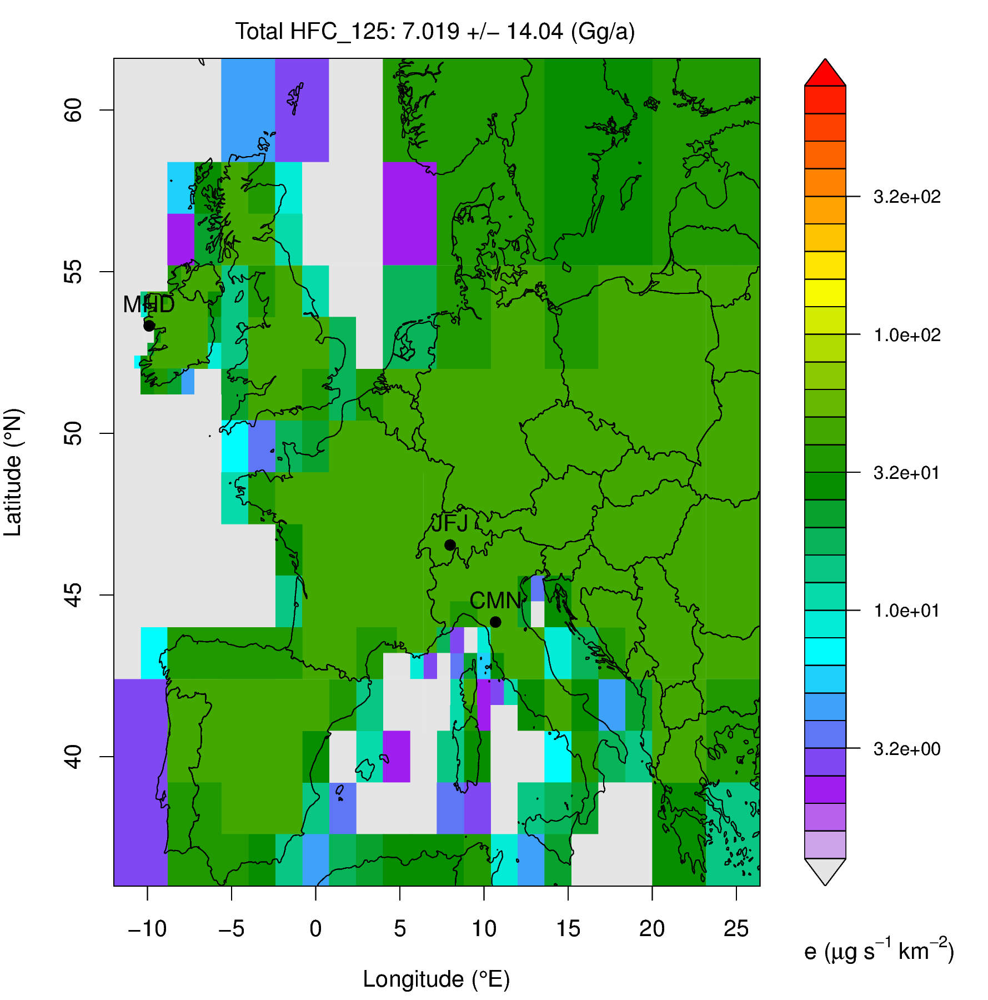 Total HFC_125: 7.019 +/− 14.04 (Gg/a)
60
55
50
45
40
Latitude (°N)
MHD
JFJ
CMN
−10 −5 0 5 10 15 20 25
Longitude (°E)
3.2e+02
1.0e+02
3.2e+01
1.0e+01
3.2e+00
e (μg s⁻¹ km⁻²)